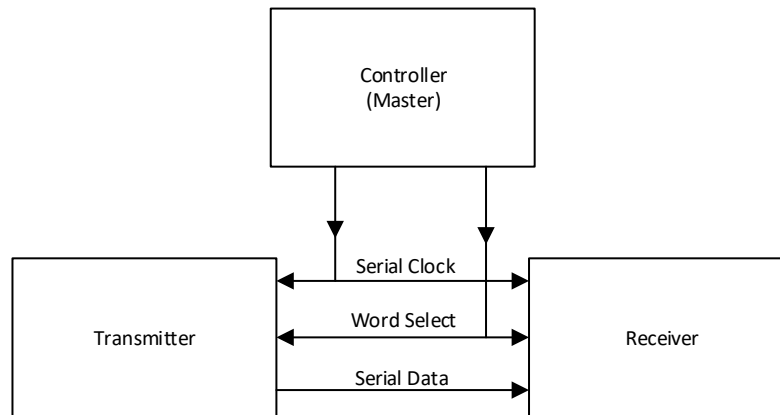 Controller
(Master)
Serial Clock
Transmitter
Word Select
Receiver
Serial Data